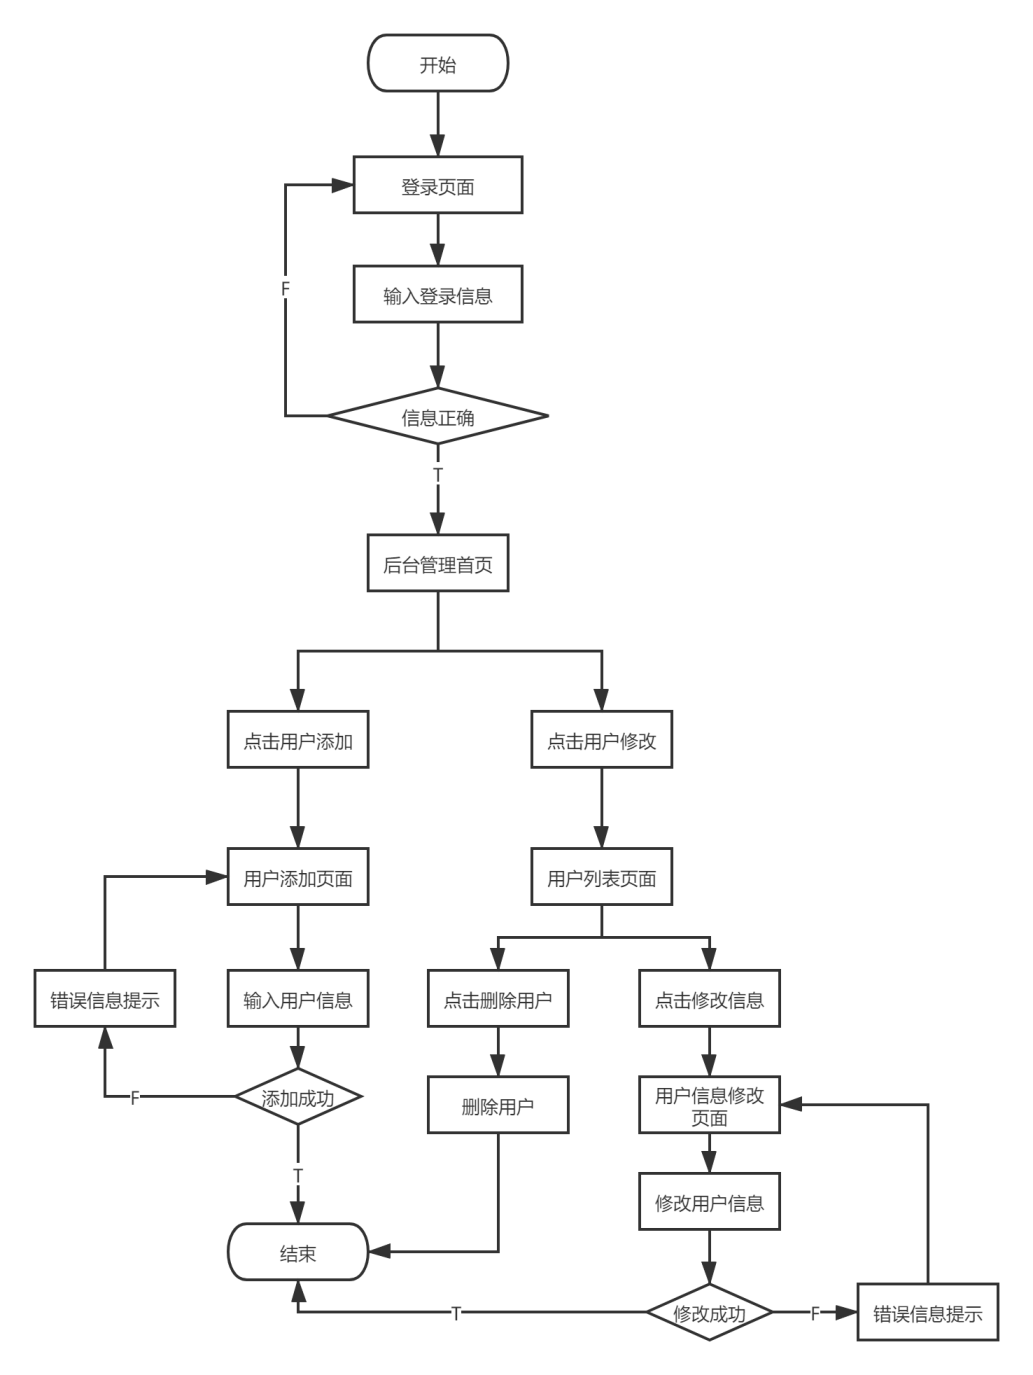 开始
登录页面
F
输入登录信息
信息正确
T
后台管理首页
点击用户添加
点击用户修改
用户添加页面
用户列表页面
错误信息提示
输入用户信息
点击删除用户
点击修改信息
F
添加成功
删除用户
用户信息修改
页面
T
修改用户信息
结束
T
修改成功
F
错误信息提示